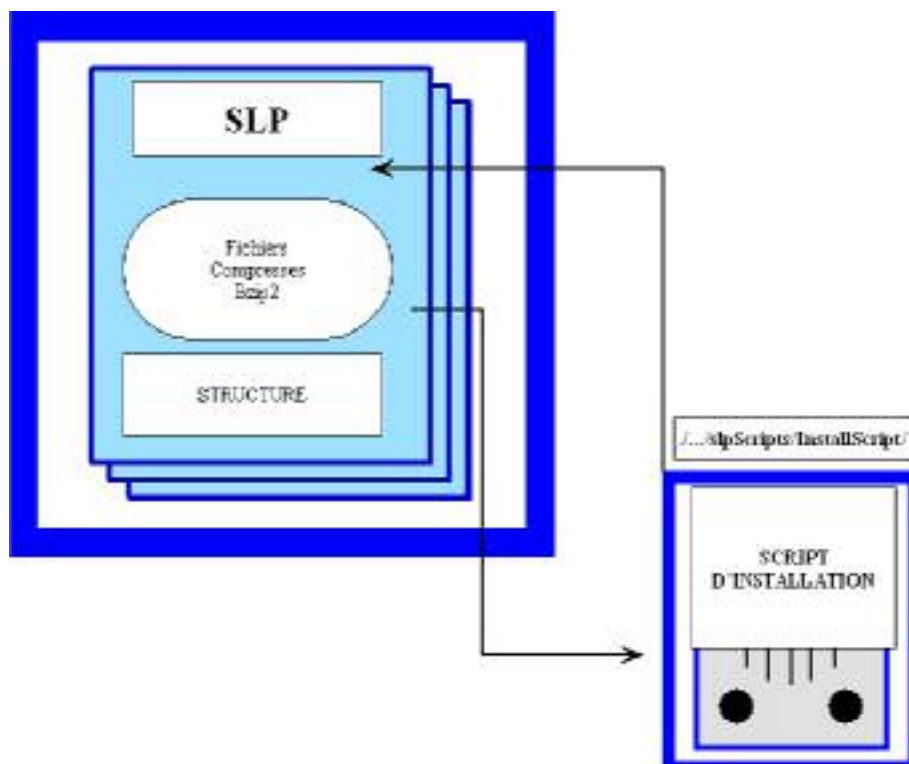 SLP
Fichiers
Compresses
Bzip2
STRUCTURE
/.../slpScripts/InstallScript/
SCRIPT
D'INSTALLATION